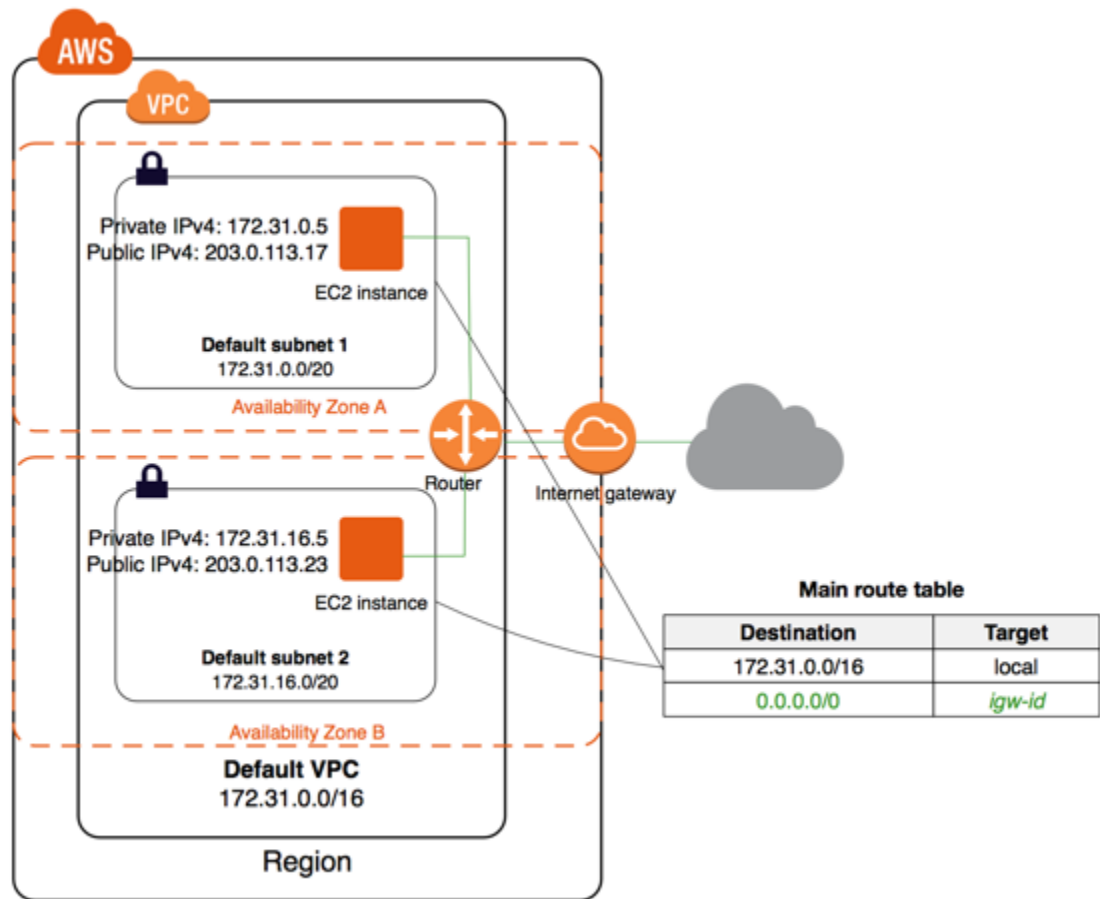 AWS
VPC
Private IPv4: 172.31.0.5
Public IPv4: 203.0.113.17
EC2 instance
Default subnet 1
172.31.0.0/20
Availability Zone A
Router
Internet gateway
Private IPv4: 172.31.16.5
Public IPv4: 203.0.113.23
EC2 instance
Default subnet 2
172.31.16.0/20
Availability Zone B
Default VPC
172.31.0.0/16
Region
Main route table
Destination Target
172.31.0.0/16 local
0.0.0.0/0 igw-id